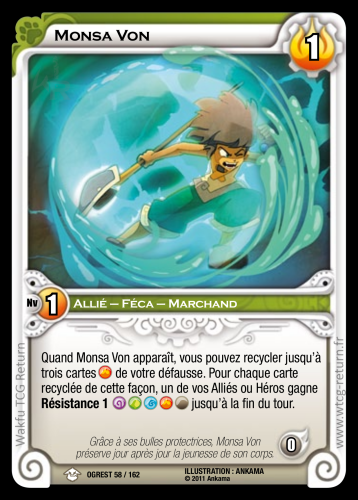 Monsa Von
1
Nv 1
Allié – Féca – Marchand
Quand Monsa Von apparaît, vous pouvez recycler jusqu'à
trois cartes de votre défausse. Pour chaque carte
recyclée de cette façon, un de vos Alliés ou Héros gagne
Résistance 1 jusqu'à la fin du tour.
Grâce à ses bulles protectrices, Monsa Von
préserve jour après jour la jeunesse de son corps.
0
OGREST 58 / 162
ILLUSTRATION : ANKAMA
© 2011 Ankama
Wakfu TCG Return
www.wtcg-return.fr